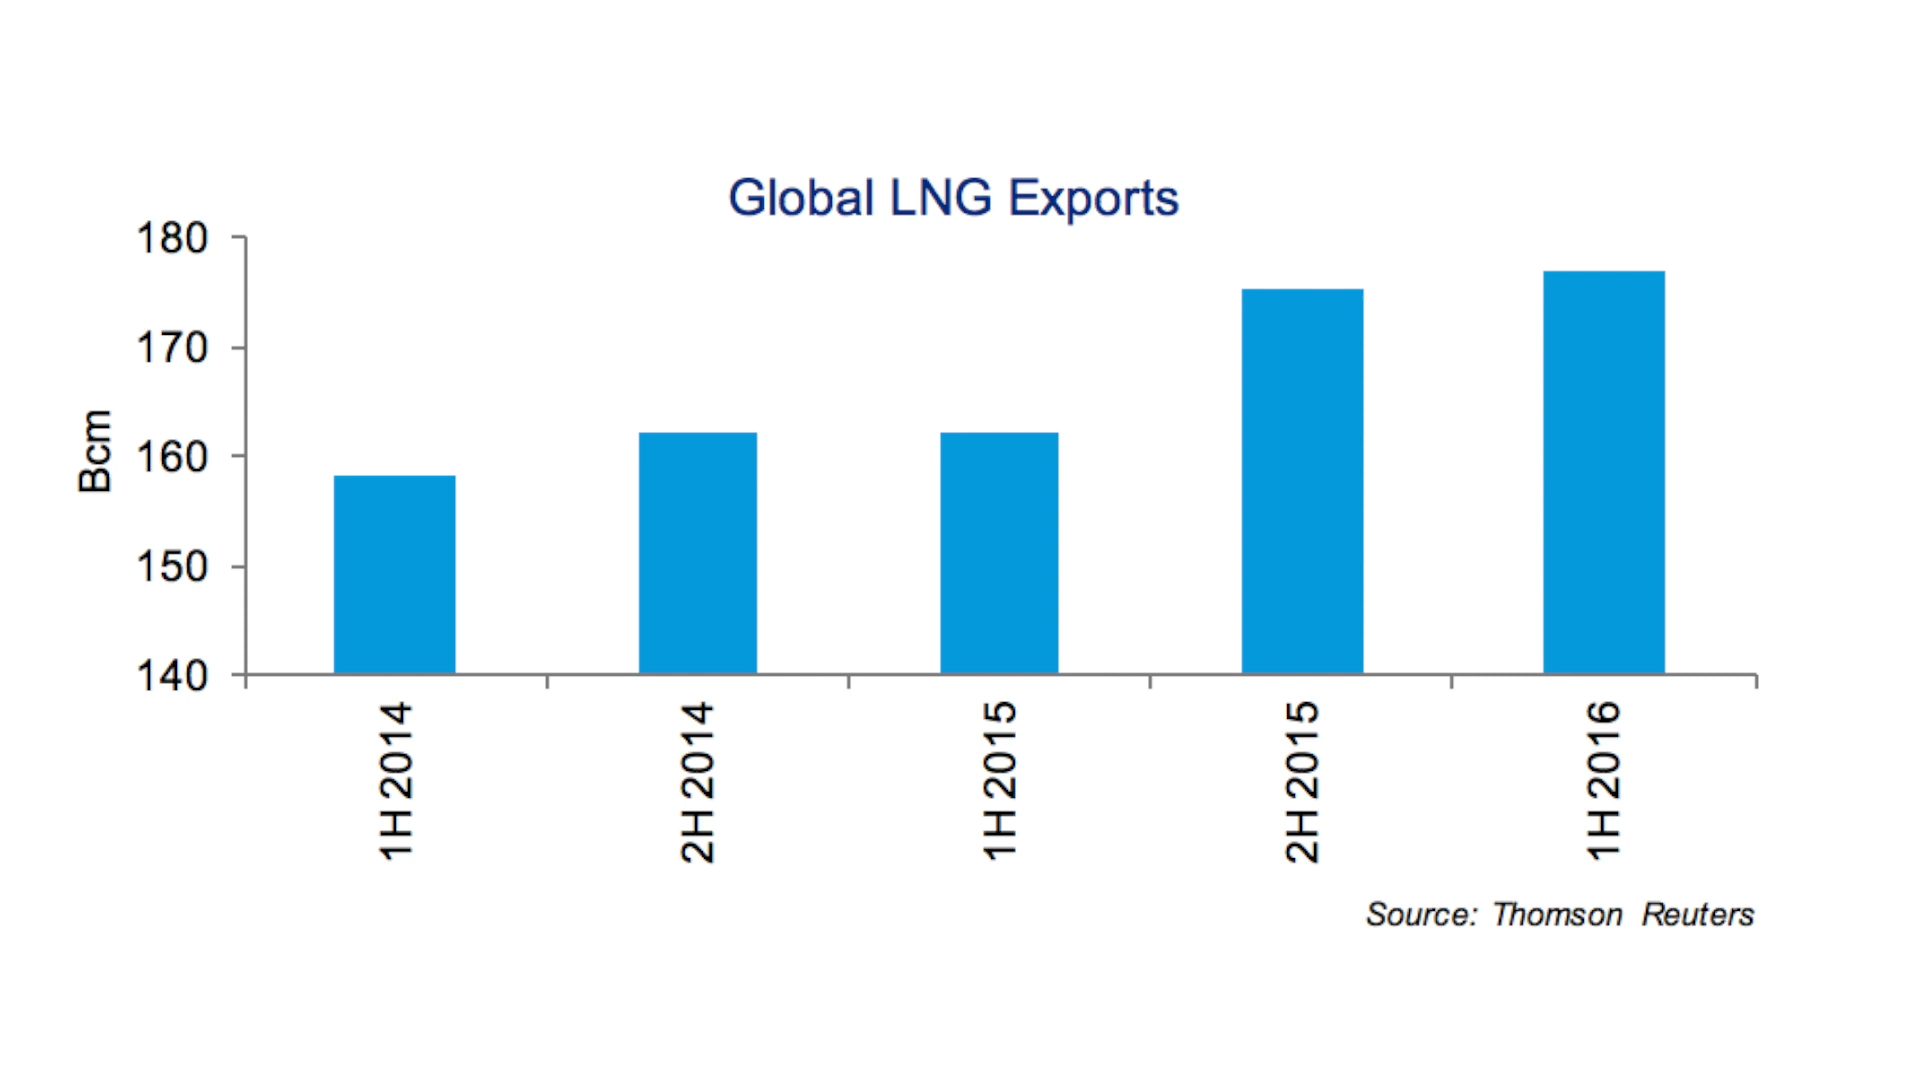 Global LNG Exports
180
170
160
150
140
Bcm
1H 2014
2H 2014
1H 2015
2H 2015
1H 2016
Source: Thomson Reuters